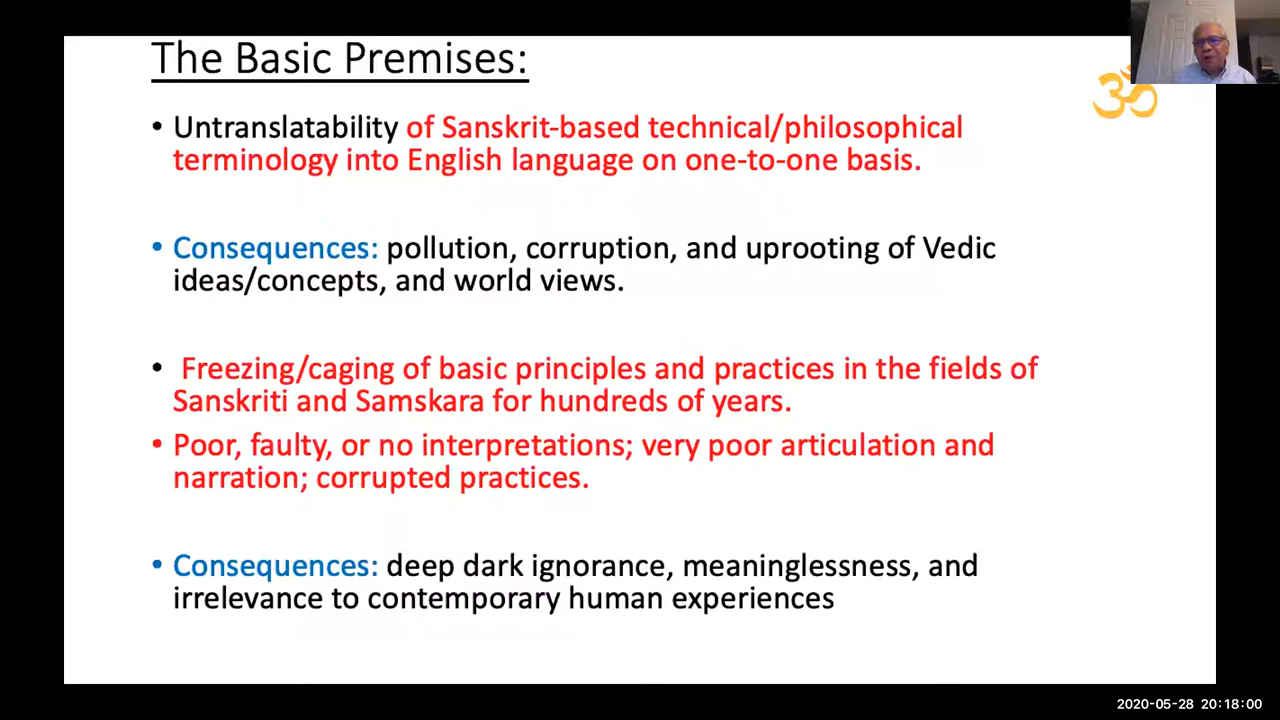 The Basic Premises:
• Untranslatability of Sanskrit-based technical/philosophical
terminology into English language on one-to-one basis.
• Consequences: pollution, corruption, and uprooting of Vedic
ideas/concepts, and world views.
• Freezing/caging of basic principles and practices in the fields of
Sanskriti and Samskara for hundreds of years.
• Poor, faulty, or no interpretations; very poor articulation and
narration; corrupted practices.
• Consequences: deep dark ignorance, meaninglessness, and
irrelevance to contemporary human experiences
ॐ
2020-05-28 20:18:00